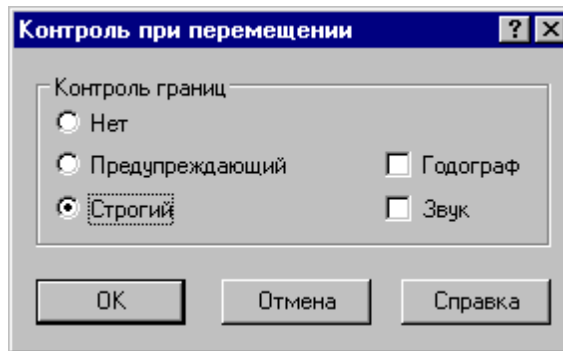 Контроль при перемещении
Контроль границ
Нет
Предупреждающий
Годограф
Строгий
Звук
OK
Отмена
Справка